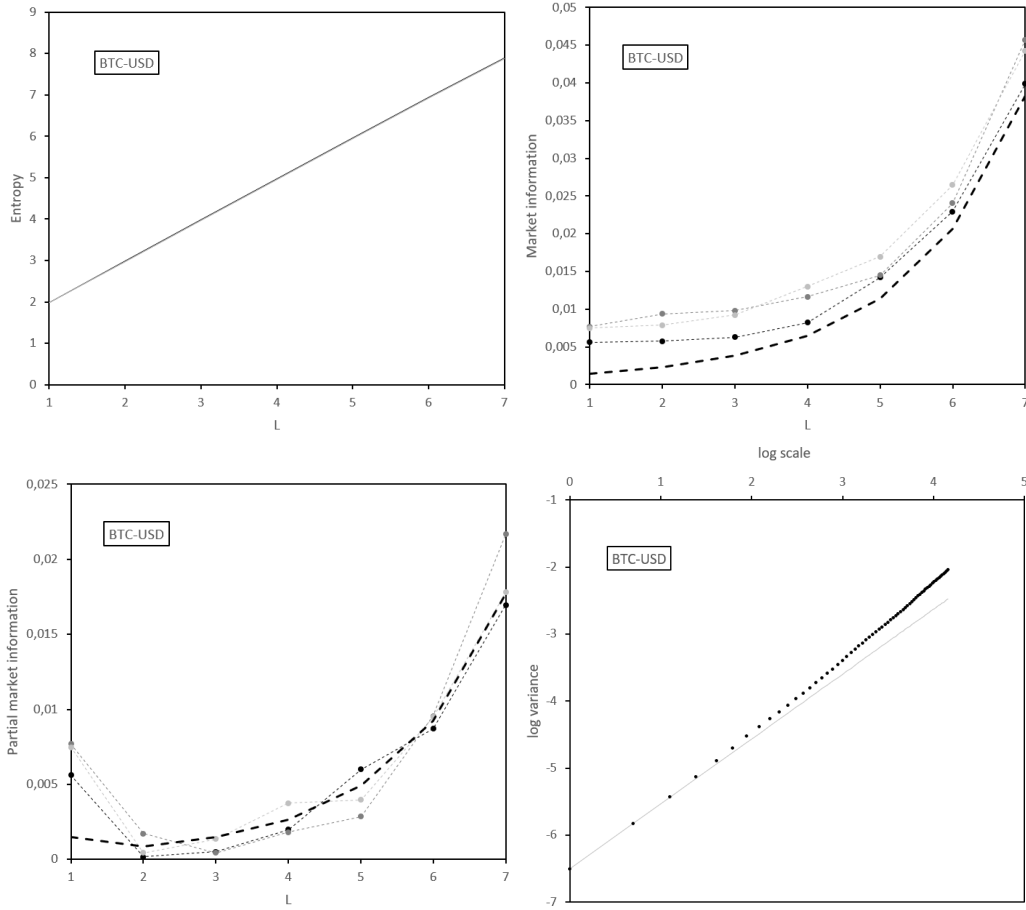 9
8
7
6
5
4
3
2
1
0
Entropy
BTC-USD
1 2 3 4 5 6 7
L
0,05
0,045
0,04
0,035
0,03
0,025
0,02
0,015
0,01
0,005
0
Market information
BTC-USD
1 2 3 4 5 6 7
L
0,025
0,02
0,015
0,01
0,005
0
Partial market information
BTC-USD
1 2 3 4 5 6 7
L
log scale
0 1 2 3 4 5
-1
-2
-3
-4
-5
-6
-7
log variance
BTC-USD